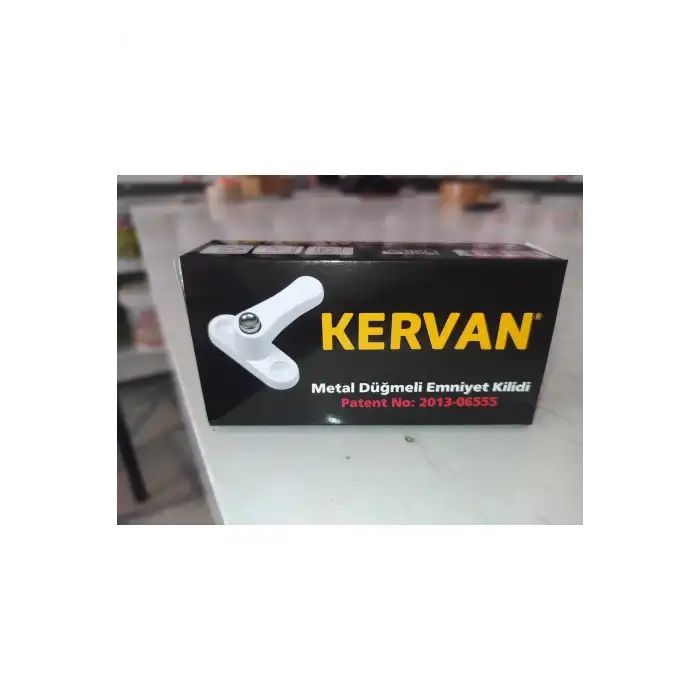 KERVAN®
Metal Düğmeli Emniyet Kilidi
Patent No: 2013-06555